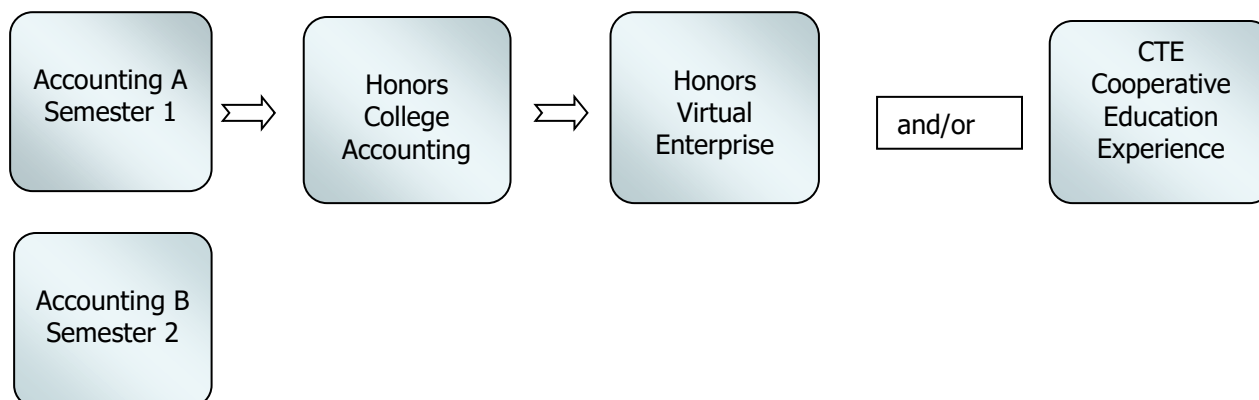 Accounting A
Semester 1
Honors
College
Accounting
Honors
Virtual
Enterprise
and/or
CTE
Cooperative
Education
Experience
Accounting B
Semester 2